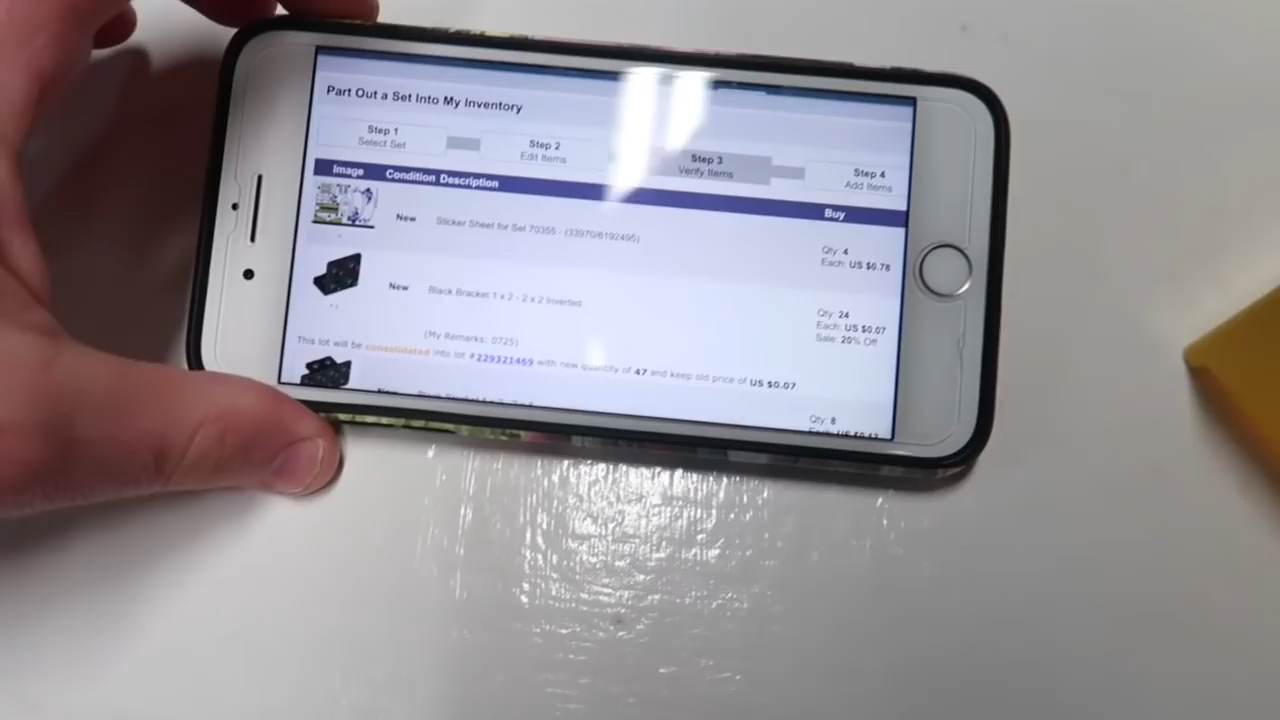 Part Out a Set Into My Inventory
Step 1
Select Set
Step 2
Edit Items
Step 3
Verify Items
Step 4
Add Items
Image Condition Description Buy
New Sticker Sheet for Set 70355 - (33970/6192495)
Qty: 4
Each: US $0.78
New Black Bracket 1 x 2 - 2 x 2 Inverted
Qty: 24
Each: US $0.07
Sale: 20% Off
(My Remarks: 0725)
This lot will be consolidated into lot #229321469 with new quantity of 47 and keep old price of US $0.07
Qty: 8